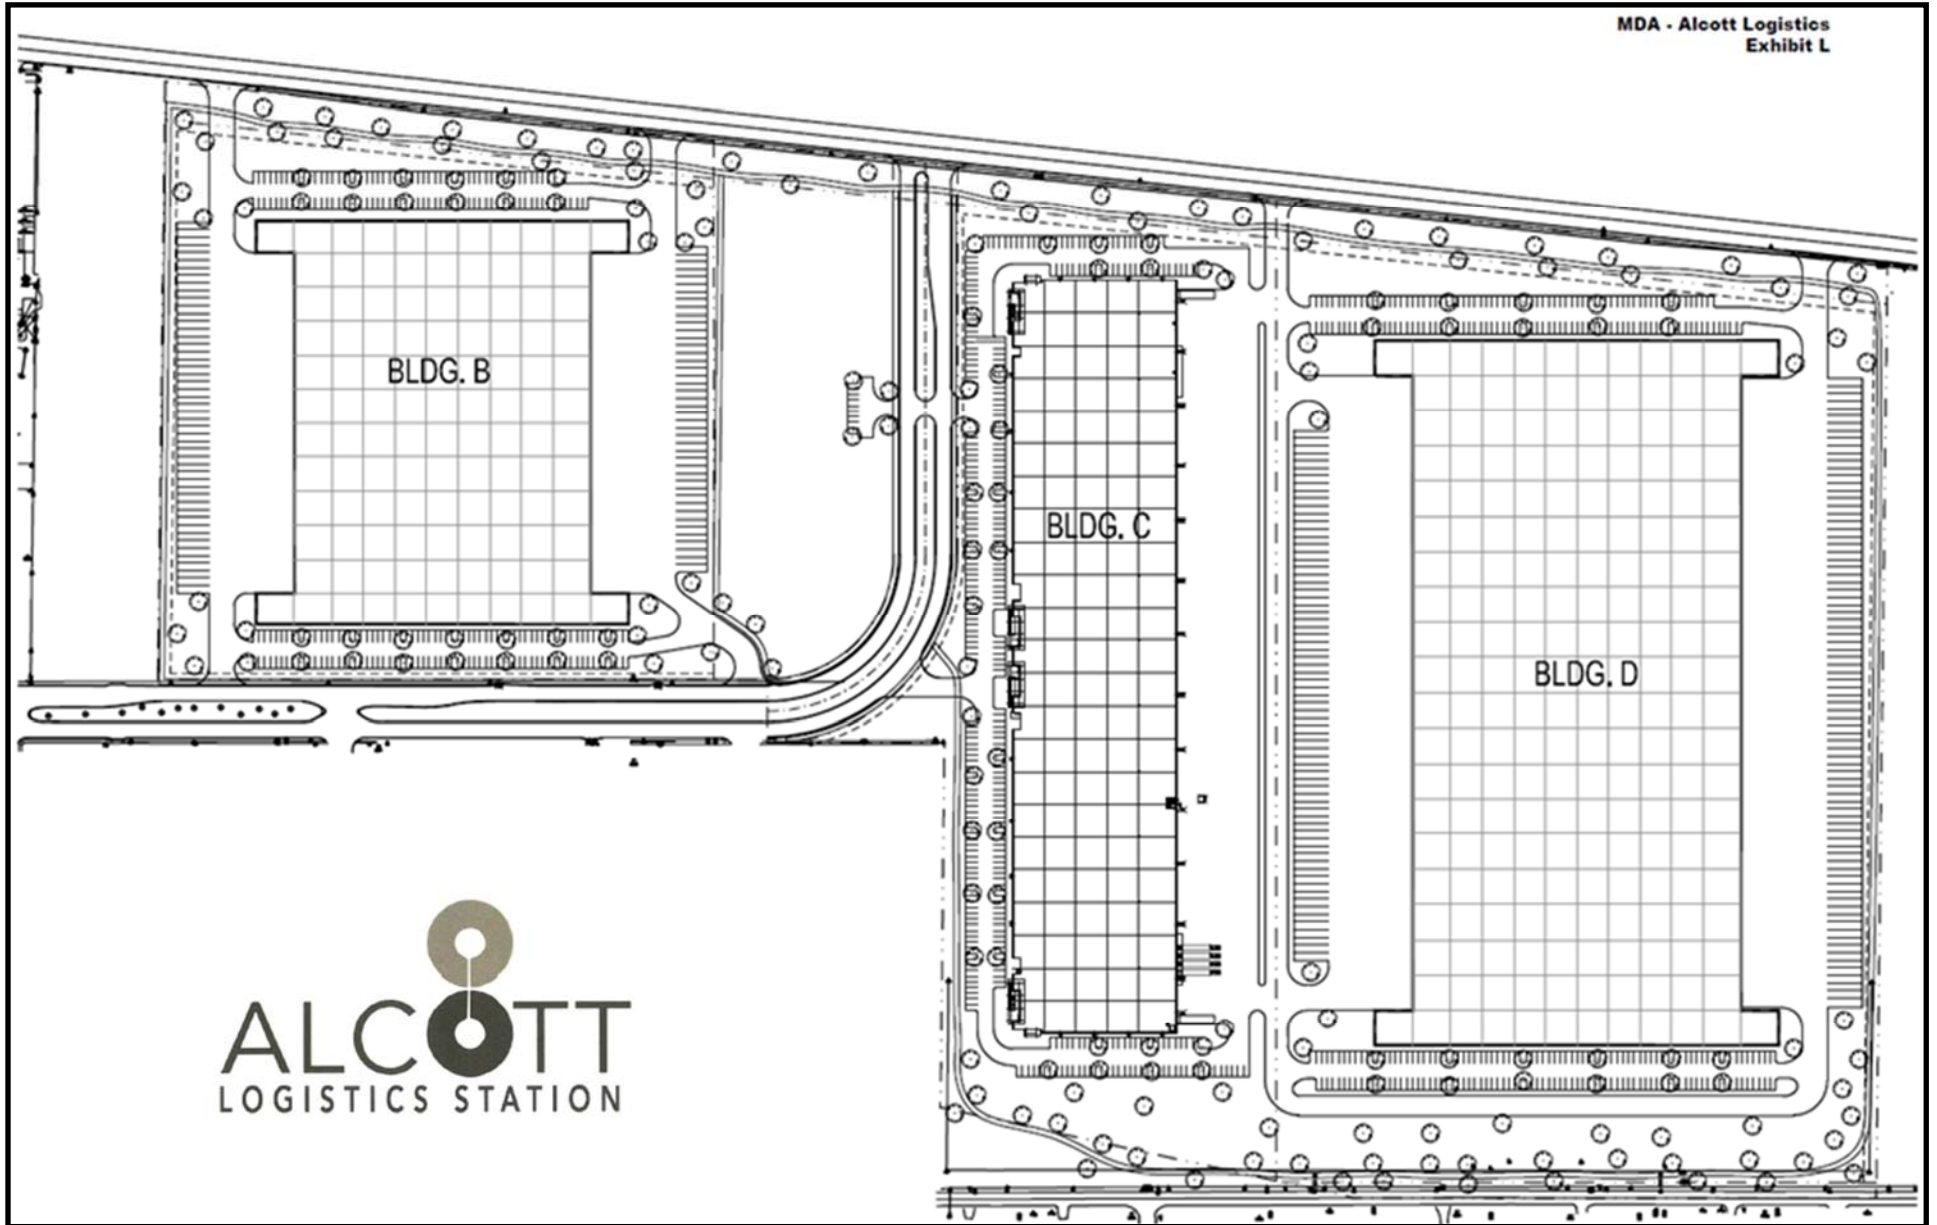 MDA - Alcott Logistics
Exhibit L
BLDG. B
BLDG. C
BLDG. D
ALCOTT
LOGISTICS STATION